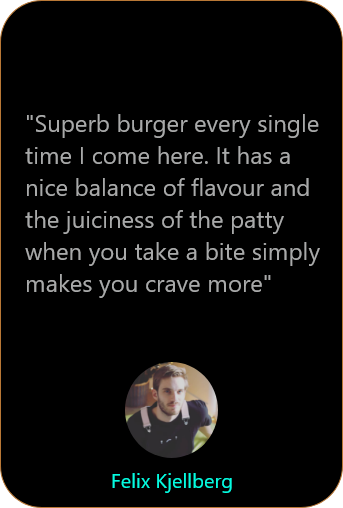 "Superb burger every single
time I come here. It has a
nice balance of flavour and
the juiciness of the patty
when you take a bite simply
makes you crave more"
Felix Kjellberg